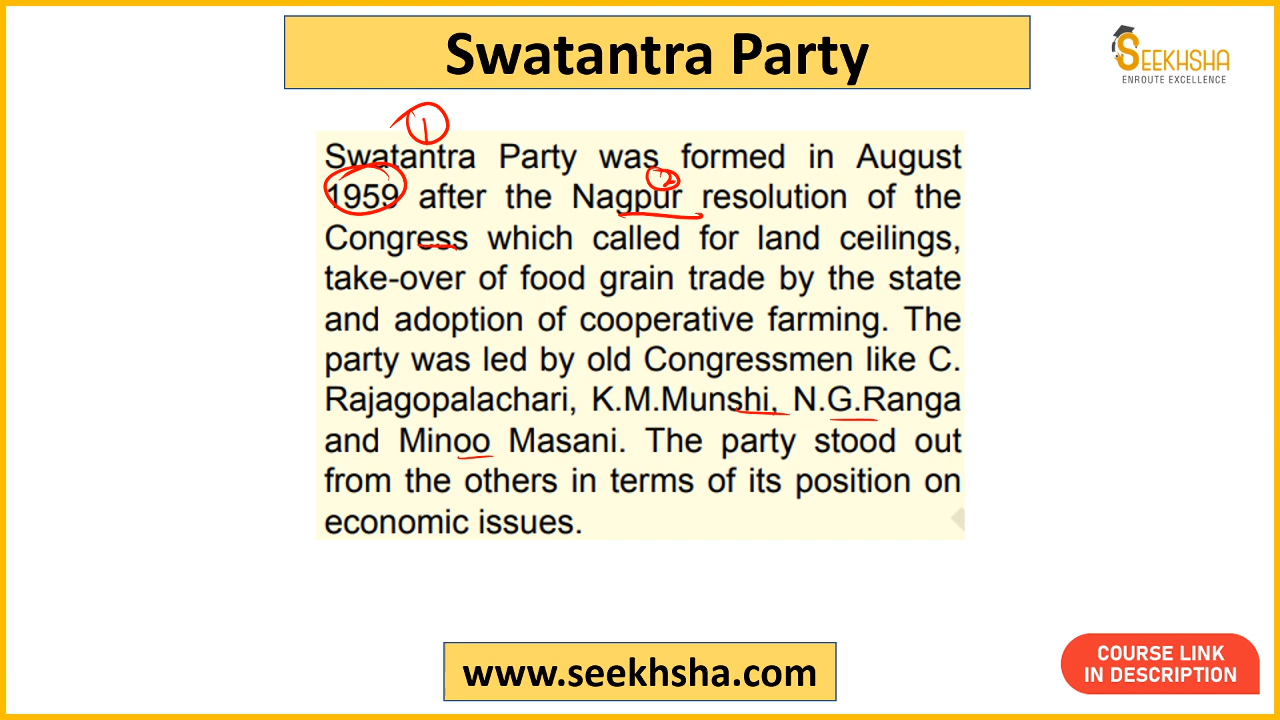 Swatantra Party
SEEKHSHA
ENROUTE EXCELLENCE
1
Swatantra Party was formed in August
2
1959 after the Nagpur resolution of the
Congress which called for land ceilings,
take-over of food grain trade by the state
and adoption of cooperative farming. The
party was led by old Congressmen like C.
Rajagopalachari, K.M.Munshi, N.G.Ranga
and Minoo Masani. The party stood out
from the others in terms of its position on
economic issues.
www.seekhsha.com
COURSE LINK
IN DESCRIPTION